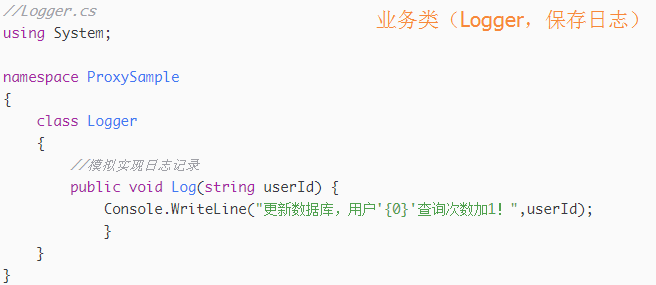 //Logger.cs
业务类（Logger，保存日志）
using System;
namespace ProxySample
{
    class Logger
    {
        //模拟实现日志记录
        public void Log(string userId) {
            Console.WriteLine("更新数据库，用户'{0}'查询次数加1！",userId);
            }
    }
}